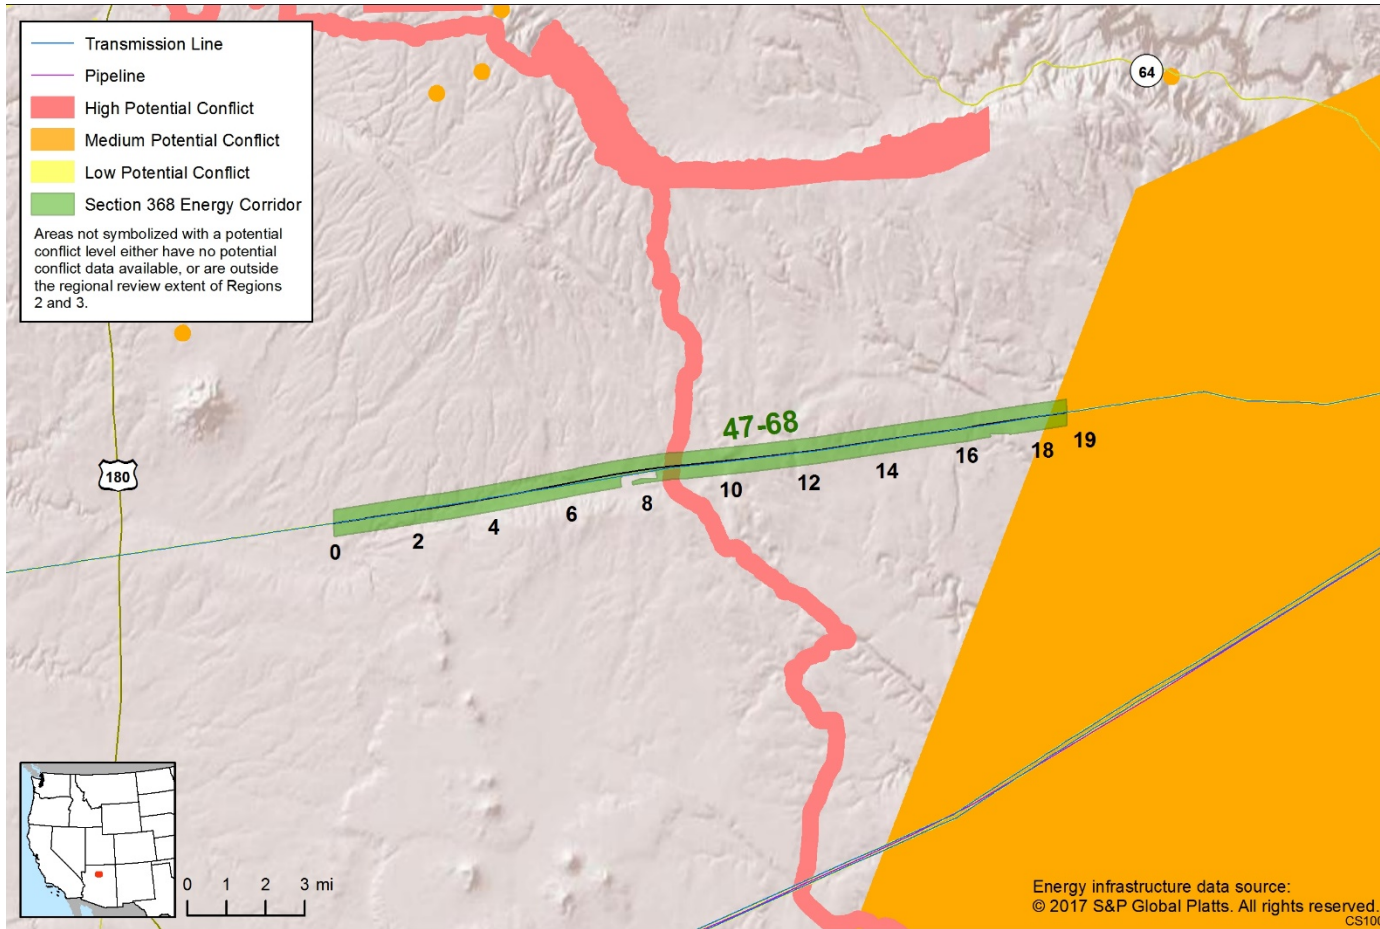 Transmission Line
Pipeline
High Potential Conflict
Medium Potential Conflict
Low Potential Conflict
Section 368 Energy Corridor
Areas not symbolized with a potential
conflict level either have no potential
conflict data available, or are outside
the regional review extent of Regions
2 and 3.
64
180
47-68
0
2
4
6
8
10
12
14
16
18
19
0 1 2 3 mi
Energy infrastructure data source:
© 2017 S&P Global Platts. All rights reserved.
CS100